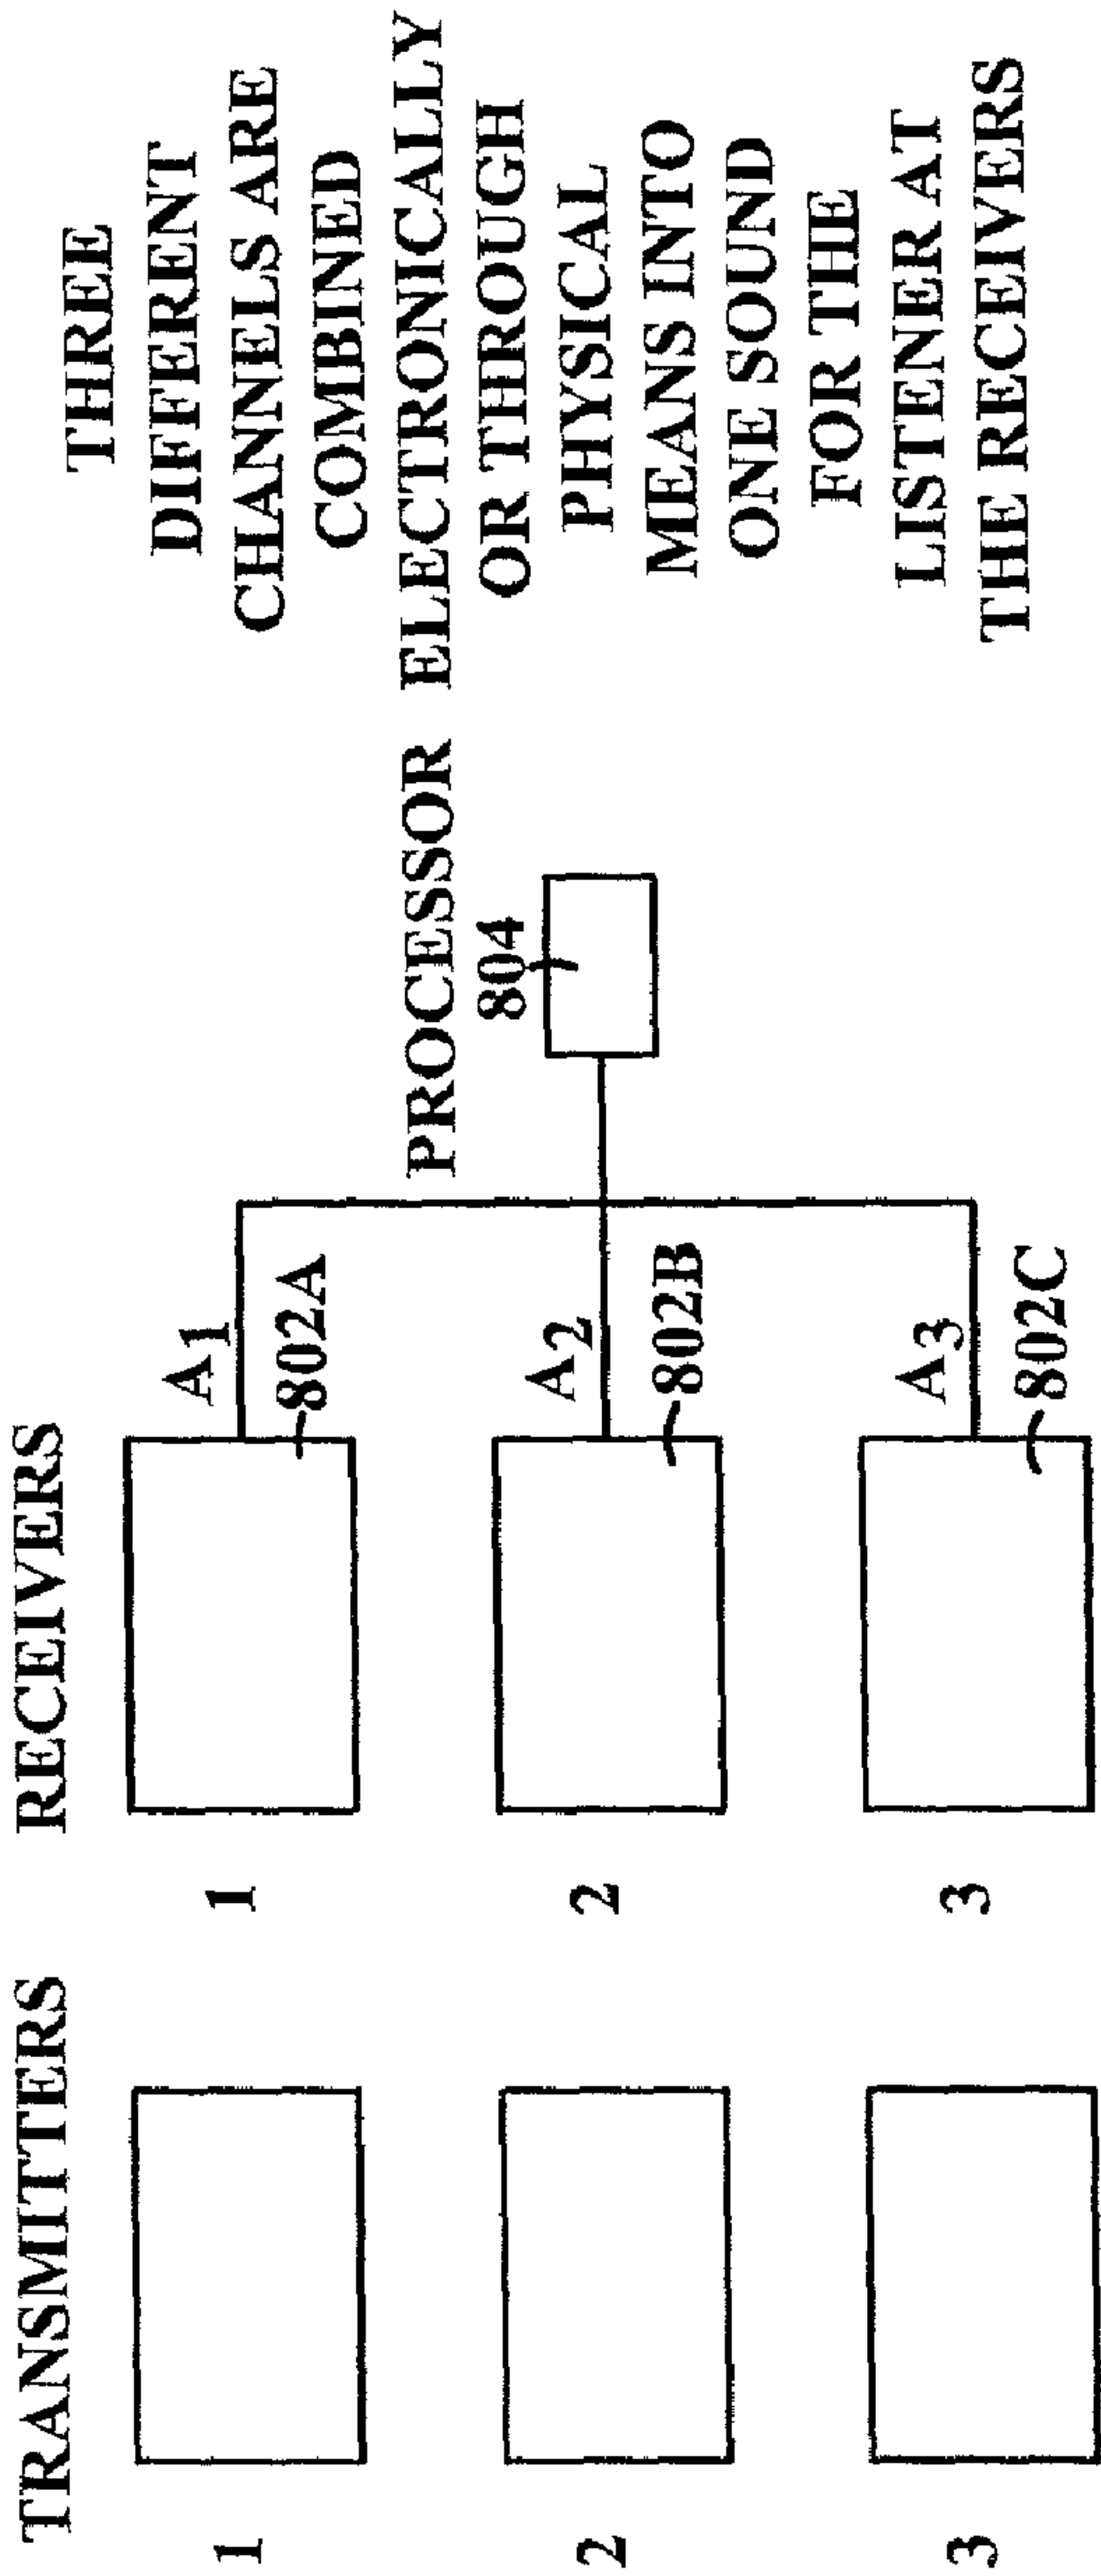 TRANSMITTERS
1
2
3
RECEIVERS
1
2
3
A1
802A
A2
802B
A3
802C
PROCESSOR
804
THREE
DIFFERENT
CHANNELS ARE
COMBINED
ELECTRONICALLY
OR THROUGH
PHYSICAL
MEANS INTO
ONE SOUND
FOR THE
LISTENER AT
THE RECEIVERS